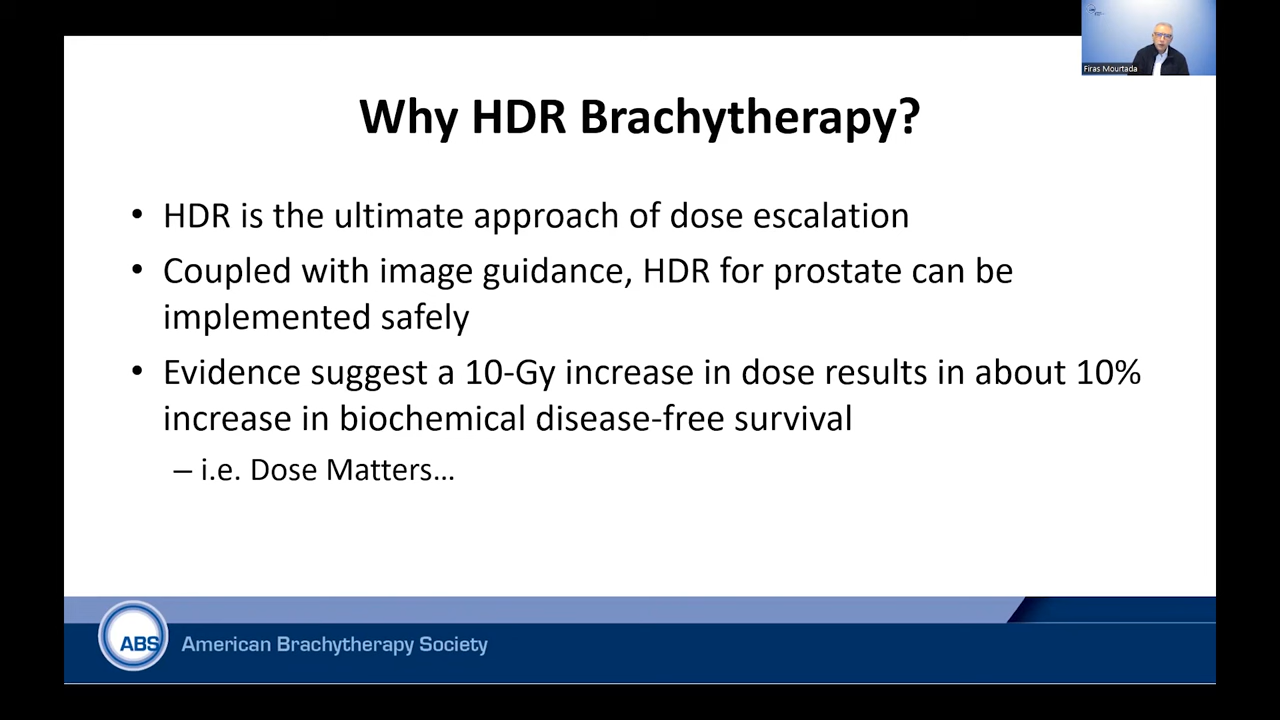 Firas Mourtada
Why HDR Brachytherapy?
• HDR is the ultimate approach of dose escalation
• Coupled with image guidance, HDR for prostate can be
implemented safely
• Evidence suggest a 10-Gy increase in dose results in about 10%
increase in biochemical disease-free survival
– i.e. Dose Matters…
ABS
American Brachytherapy Society